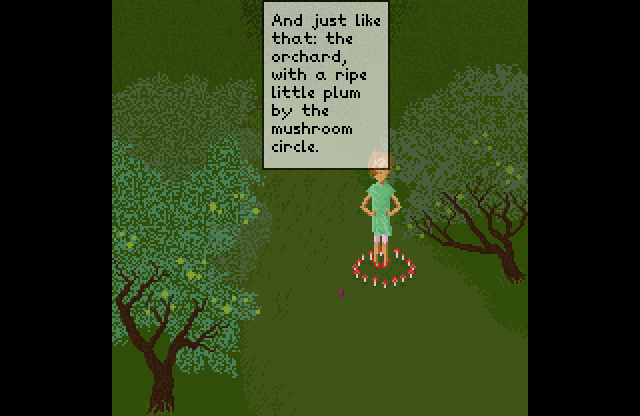 And just like
that: the
orchard,
with a ripe
little plum
by the
mushroom
circle.